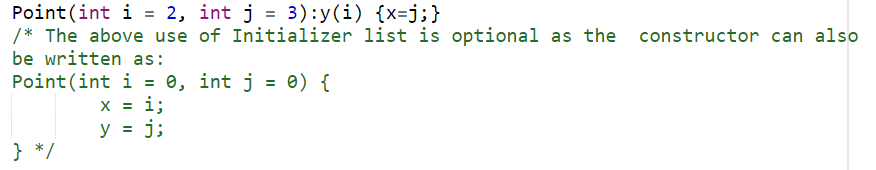 Point(int i = 2, int j = 3):y(i) {x=j;}
/* The above use of Initializer list is optional as the  constructor can also
be written as:
Point(int i = 0, int j = 0) {
        x = i;
        y = j;
} */